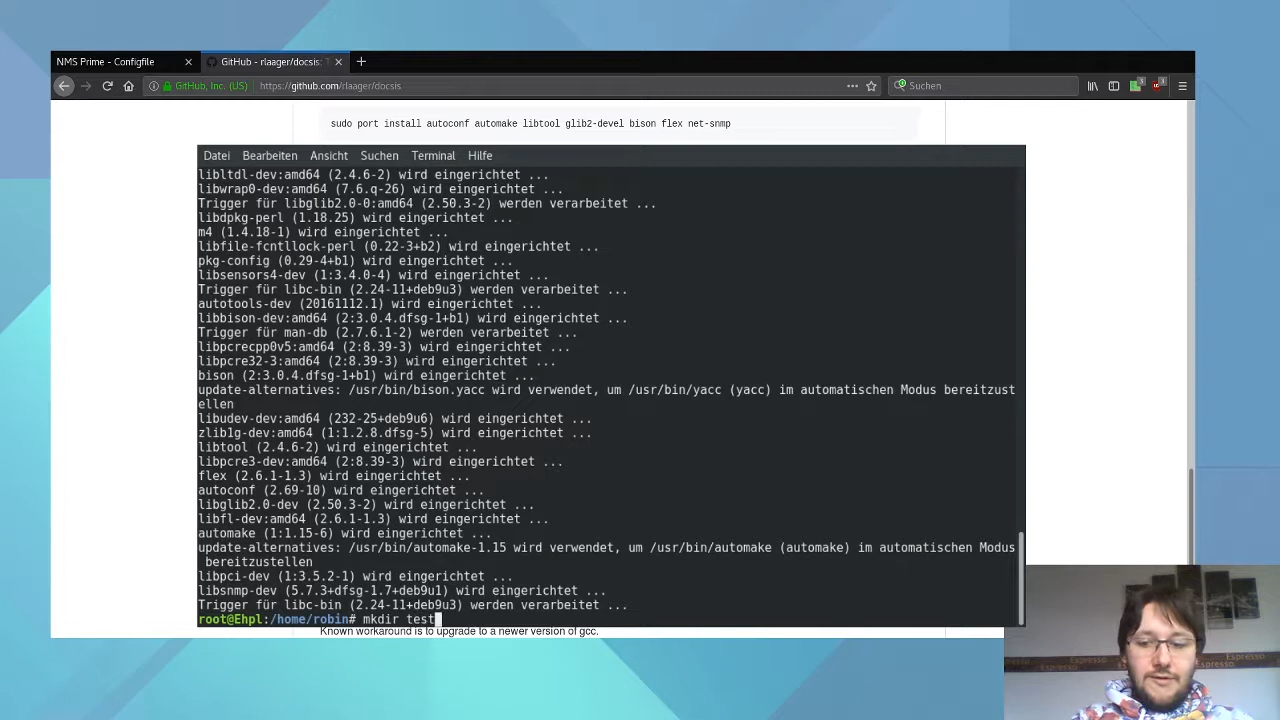 NMS Prime - Configfile
GitHub - rlaager/docsis: T
GitHub, Inc. (US)
https://github.com/rlaager/docsis
Suchen
sudo port install autoconf automake libtool glib2-devel bison flex net-snmp
Datei Bearbeiten Ansicht Suchen Terminal Hilfe
libltdl-dev:amd64 (2.4.6-2) wird eingerichtet ...
libwrap0-dev:amd64 (7.6.q-26) wird eingerichtet ...
Trigger für libglib2.0-0:amd64 (2.50.3-2) werden verarbeitet ...
libdpkg-perl (1.18.25) wird eingerichtet ...
m4 (1.4.18-1) wird eingerichtet ...
libfile-fcntllock-perl (0.22-3+b2) wird eingerichtet ...
pkg-config (0.29-4+b1) wird eingerichtet ...
libsensors4-dev (1:3.4.0-4) wird eingerichtet ...
Trigger für libc-bin (2.24-11+deb9u3) werden verarbeitet ...
autotools-dev (20161112.1) wird eingerichtet ...
libbison-dev:amd64 (2:3.0.4.dfsg-1+b1) wird eingerichtet ...
Trigger für man-db (2.7.6.1-2) werden verarbeitet ...
libpcrecpp0v5:amd64 (2:8.39-3) wird eingerichtet ...
libpcre32-3:amd64 (2:8.39-3) wird eingerichtet ...
bison (2:3.0.4.dfsg-1+b1) wird eingerichtet ...
update-alternatives: /usr/bin/bison.yacc wird verwendet, um /usr/bin/yacc (yacc) im automatischen Modus bereitzust
ellen
libudev-dev:amd64 (232-25+deb9u6) wird eingerichtet ...
zlib1g-dev:amd64 (1:1.2.8.dfsg-5) wird eingerichtet ...
libtool (2.4.6-2) wird eingerichtet ...
libpcre3-dev:amd64 (2:8.39-3) wird eingerichtet ...
flex (2.6.1-1.3) wird eingerichtet ...
autoconf (2.69-10) wird eingerichtet ...
libglib2.0-dev (2.50.3-2) wird eingerichtet ...
libfl-dev:amd64 (2.6.1-1.3) wird eingerichtet ...
automake (1:1.15-6) wird eingerichtet ...
update-alternatives: /usr/bin/automake-1.15 wird verwendet, um /usr/bin/automake (automake) im automatischen Modus
bereitzustellen
libpci-dev (1:3.5.2-1) wird eingerichtet ...
libsnmp-dev (5.7.3+dfsg-1.7+deb9u1) wird eingerichtet ...
Trigger für libc-bin (2.24-11+deb9u3) werden verarbeitet ...
root@Ehpl:/home/robin# mkdir test
Known workaround is to upgrade to a newer version of gcc.
Espresso
Espresso